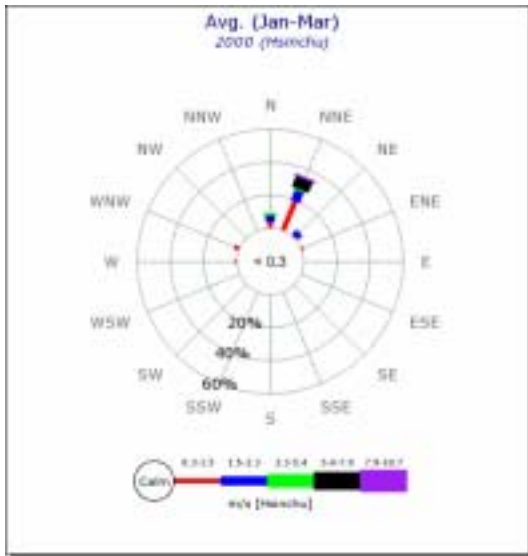 Avg. (Jan-Mar)
2000 (Hsinchu)
N
NNW NNE
NW NE
WNW ENE
W < 0.3 E
WSW ESE
20%
40%
SW SE
60%
SSW SSE
S
Calm
m/s [Hsinchu]